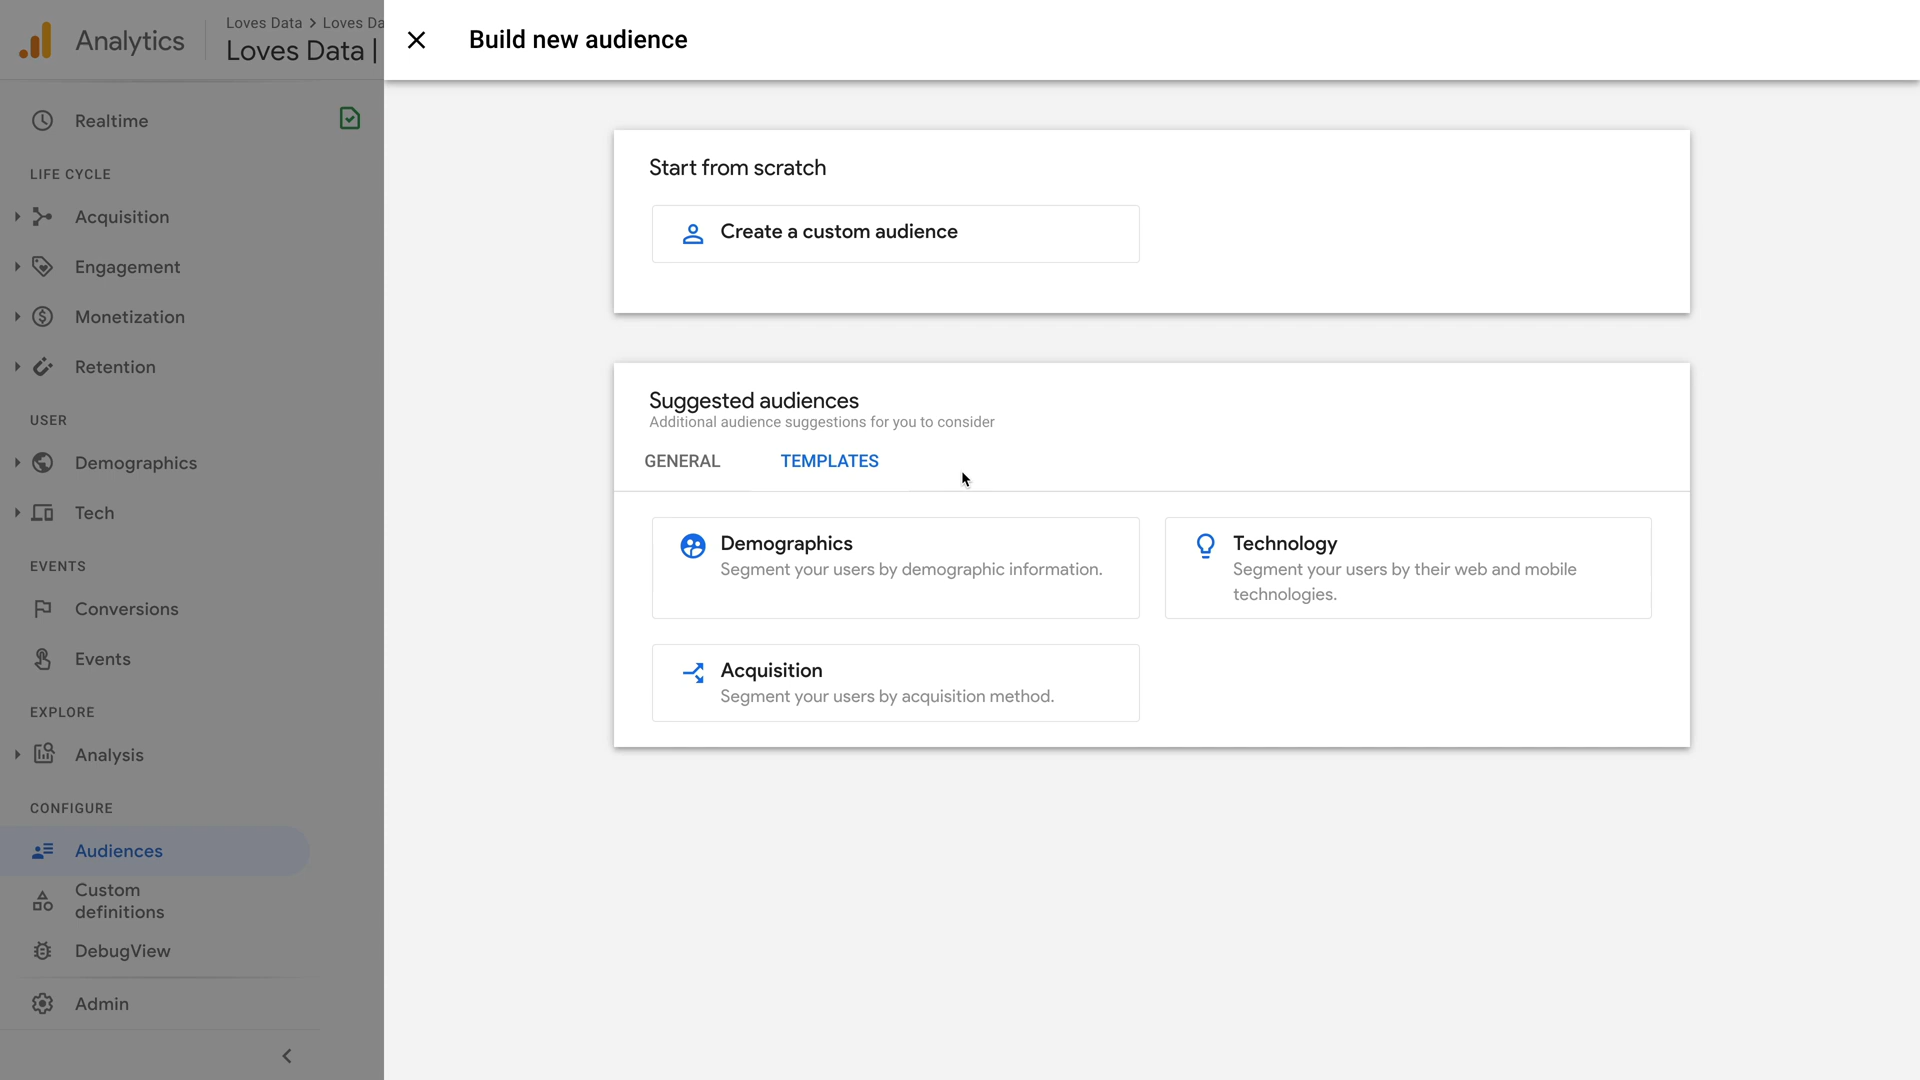 Analytics
Loves Data > Loves Da
Loves Data |
Build new audience
Realtime
LIFE CYCLE
Acquisition
Engagement
Monetization
Retention
USER
Demographics
Tech
EVENTS
Conversions
Events
EXPLORE
Analysis
CONFIGURE
Audiences
Custom
definitions
DebugView
Admin
Start from scratch
Create a custom audience
Suggested audiences
Additional audience suggestions for you to consider
GENERAL TEMPLATES
Demographics
Segment your users by demographic information.
Technology
Segment your users by their web and mobile
technologies.
Acquisition
Segment your users by acquisition method.